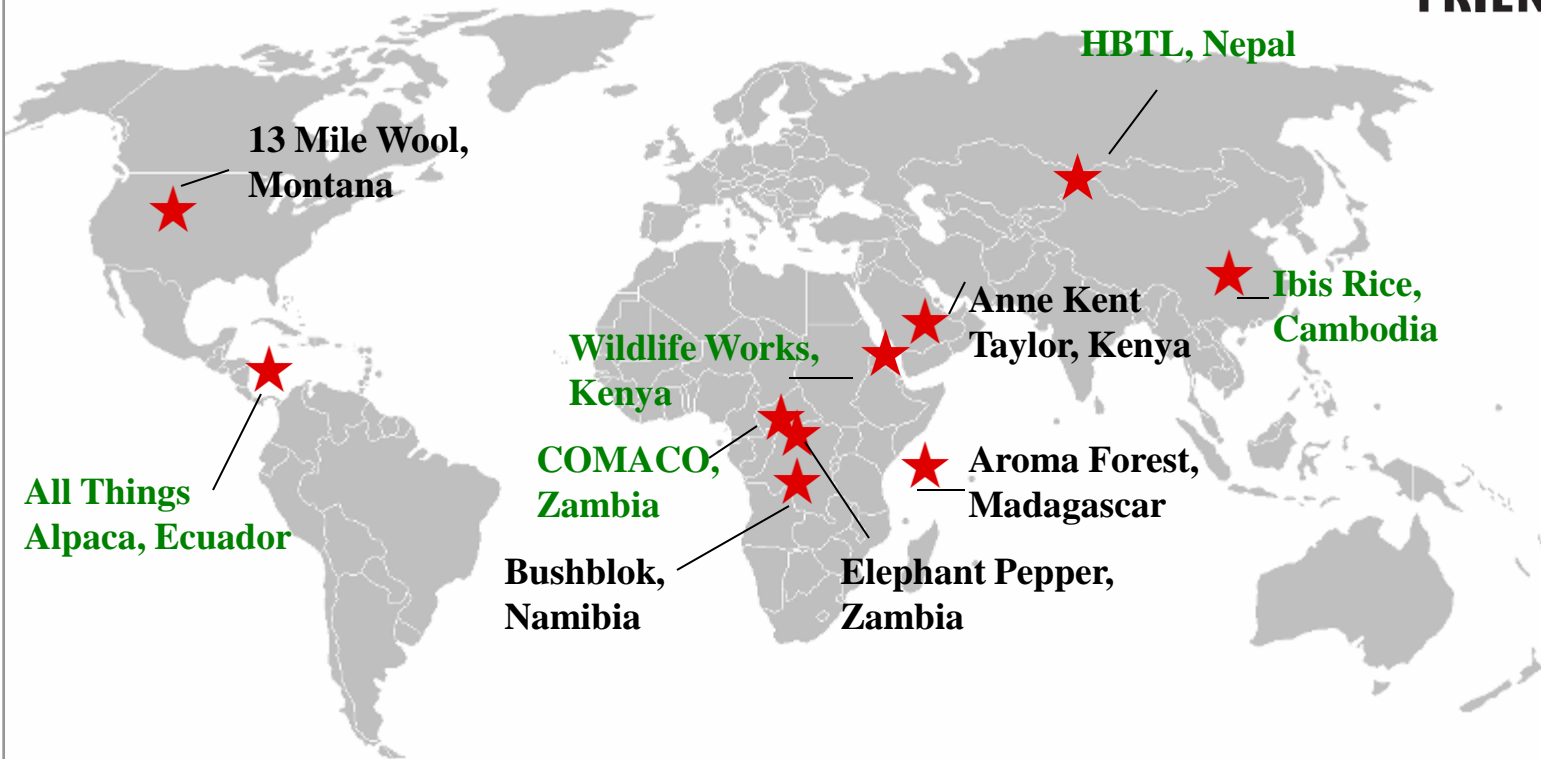 HBTL, Nepal
13 Mile Wool,
Montana
Ibis Rice,
Cambodia
Anne Kent
Taylor, Kenya
Wildlife Works,
Kenya
COMACO,
Zambia
Aroma Forest,
Madagascar
All Things
Alpaca, Ecuador
Bushblok,
Namibia
Elephant Pepper,
Zambia